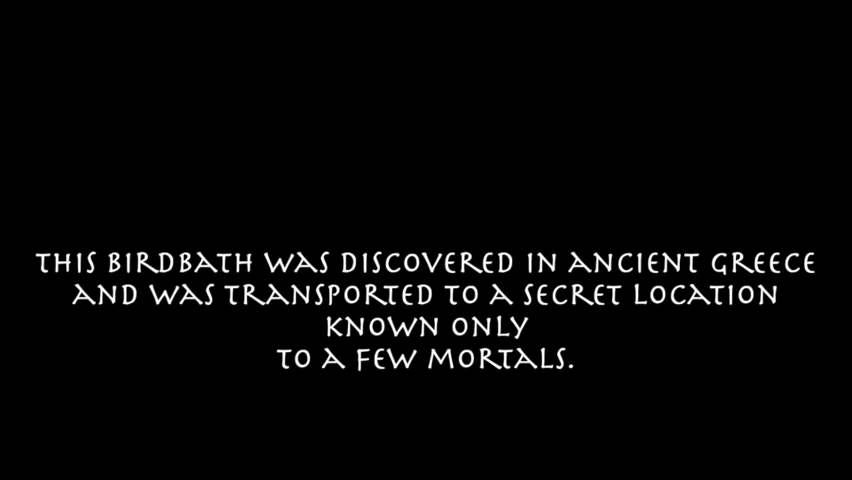 THIS BIRDBATH WAS DISCOVERED IN ANCIENT GREECE
AND WAS TRANSPORTED TO A SECRET LOCATION
KNOWN ONLY
TO A FEW MORTALS.